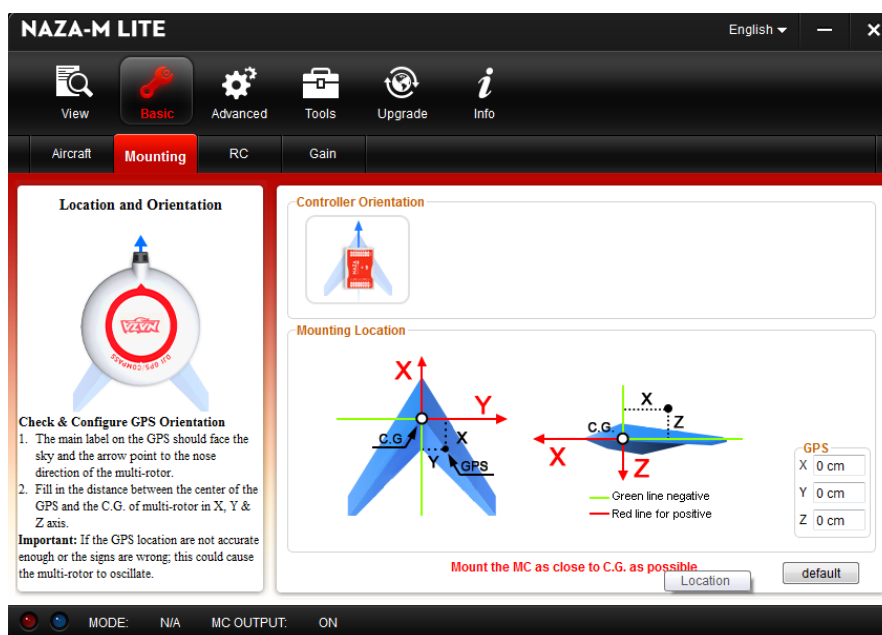 NAZA-M LITE
English
View
Basic
Advanced
Tools
Upgrade
Info
Aircraft
Mounting
RC
Gain
Location and Orientation
NAZA
DJI GPS/COMPASS
Check & Configure GPS Orientation
1. The main label on the GPS should face the
sky and the arrow point to the nose
direction of the multi-rotor.
2. Fill in the distance between the center of the
GPS and the C.G. of multi-rotor in X, Y &
Z axis.
Important: If the GPS location are not accurate
enough or the signs are wrong; this could cause
the multi-rotor to oscillate.
Controller Orientation
Mounting Location
X
Y
C.G
X
Y
GPS
X
C.G.
Z
X
Z
Green line negative
Red line for positive
GPS
X 0 cm
Y 0 cm
Z 0 cm
Mount the MC as close to C.G. as possible
Location
default
MODE: N/A MC OUTPUT: ON